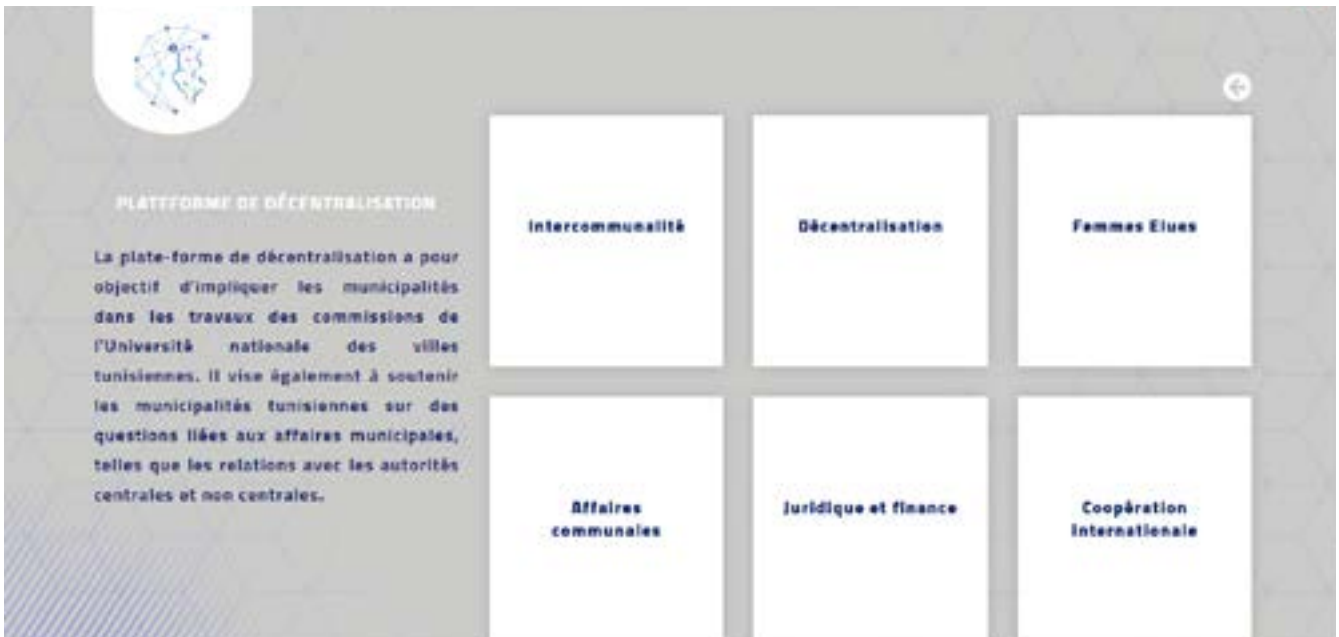 PLATEFORME DE DÉCENTRALISATION
La plate-forme de décentralisation a pour
objectif d'impliquer les municipalités
dans les travaux des commissions de
l'Université nationale des villes
tunisiennes. Il vise également à soutenir
les municipalités tunisiennes sur des
questions liées aux affaires municipales,
telles que les relations avec les autorités
centrales et non centrales.
Intercommunalité
Décentralisation
Femmes Elues
Affaires
communales
Juridique et finance
Coopération
Internationale